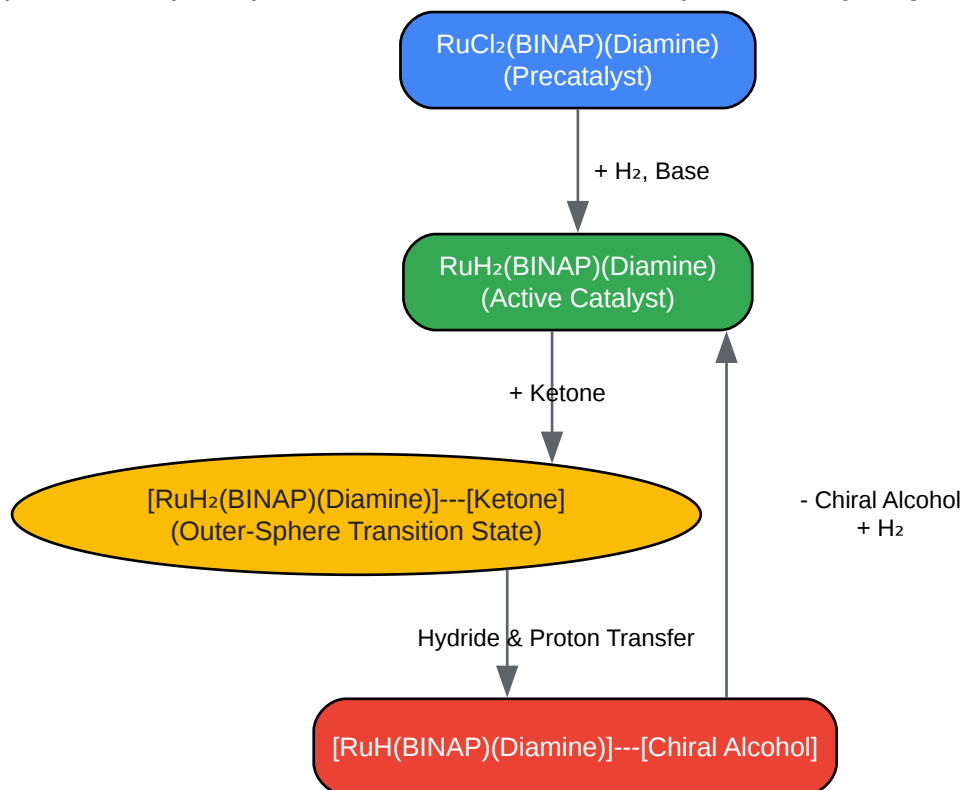 RuCl₂(BINAP)(Diamine)
(Precatalyst)
+ H₂, Base
RuH₂(BINAP)(Diamine)
(Active Catalyst)
+ Ketone
[RuH₂(BINAP)(Diamine)]---[Ketone]
(Outer-Sphere Transition State)
- Chiral Alcohol
+ H₂
Hydride & Proton Transfer
[RuH(BINAP)(Diamine)]---[Chiral Alcohol]